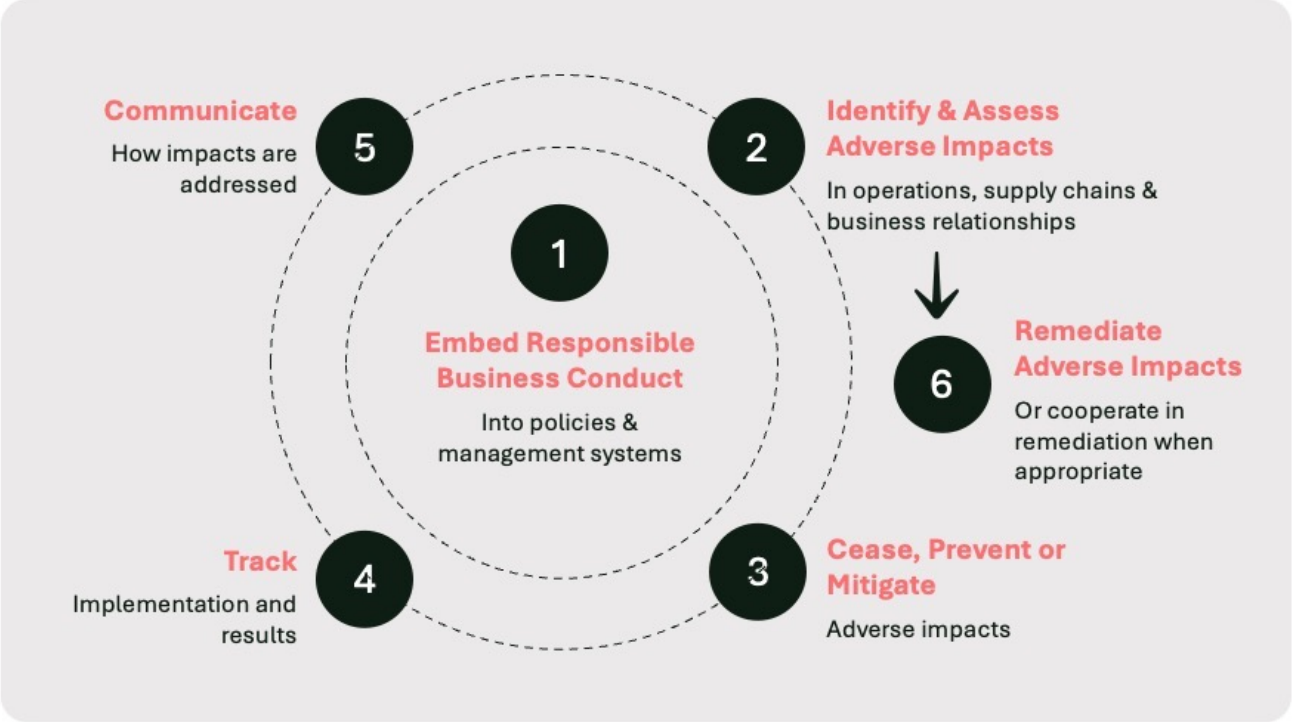 1
Embed Responsible
Business Conduct
Into policies &
management systems
2
Identify & Assess
Adverse Impacts
In operations, supply chains &
business relationships
3
Cease, Prevent or
Mitigate
Adverse impacts
4
Track
Implementation and
results
5
Communicate
How impacts are
addressed
6
Remediate
Adverse Impacts
Or cooperate in
remediation when
appropriate